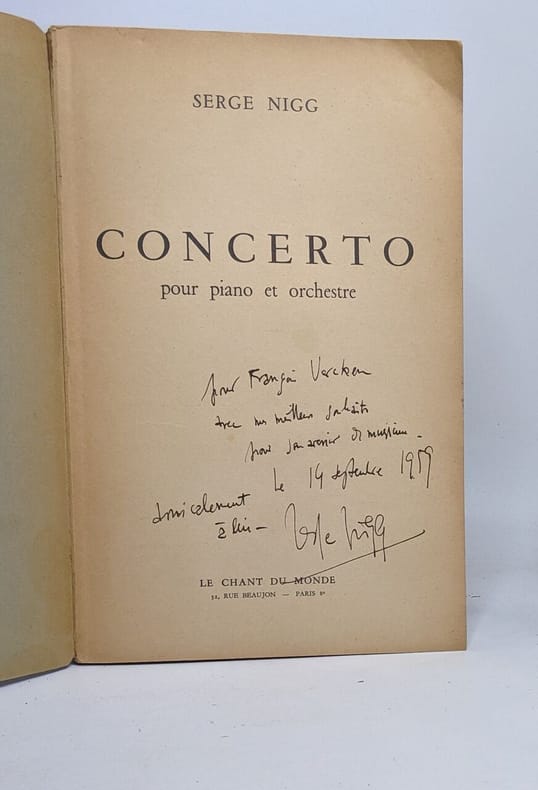 SERGE NIGG
CONCERTO
pour piano et orchestre
pour François Vercken
avec mes meilleurs souhaits
pour son avenir de musicien.
Le 14 septembre 1959
amicalement
à lui —
Serge Nigg
LE CHANT DU MONDE
32, RUE BEAUJON — PARIS 8e